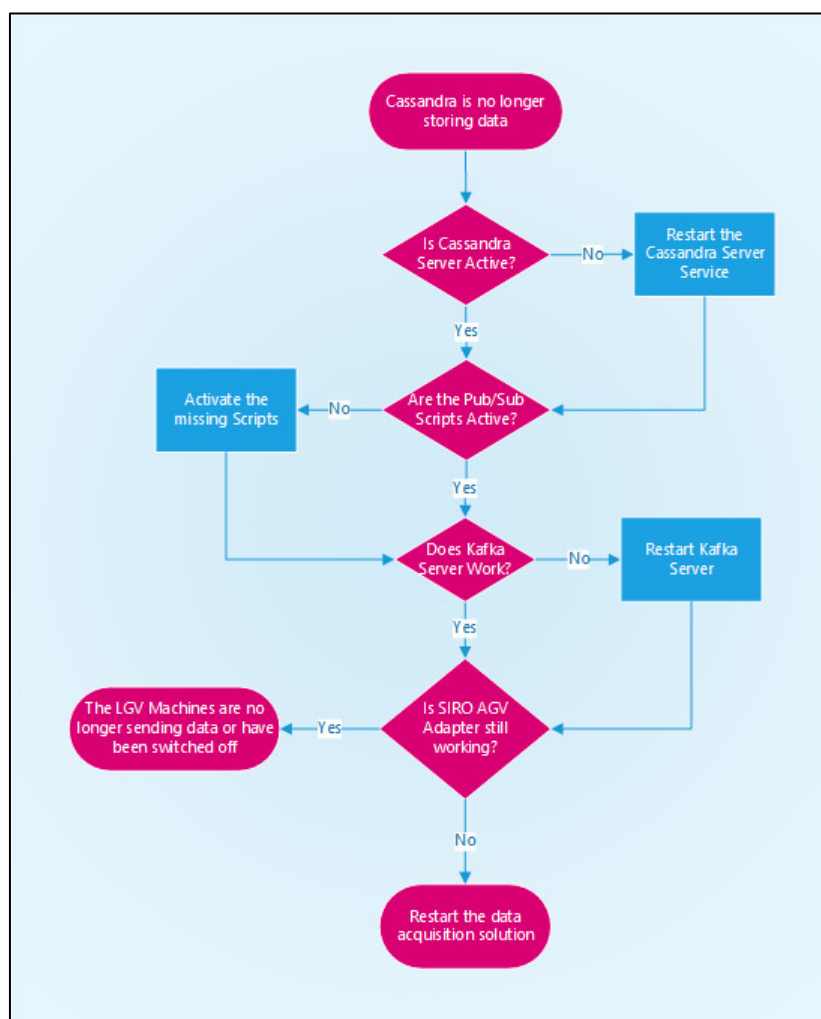 Cassandra is no longer
storing data
Is Cassandra
Server Active?
No
Restart the
Cassandra Server
Service
Yes
Are the Pub/Sub
Scripts Active?
No
Activate the
missing Scripts
Yes
Does Kafka
Server Work?
No
Restart Kafka
Server
Yes
Is SIRO AGV
Adapter still
working?
Yes
The LGV Machines are no
longer sending data or have
been switched off
No
Restart the data
acquisition solution